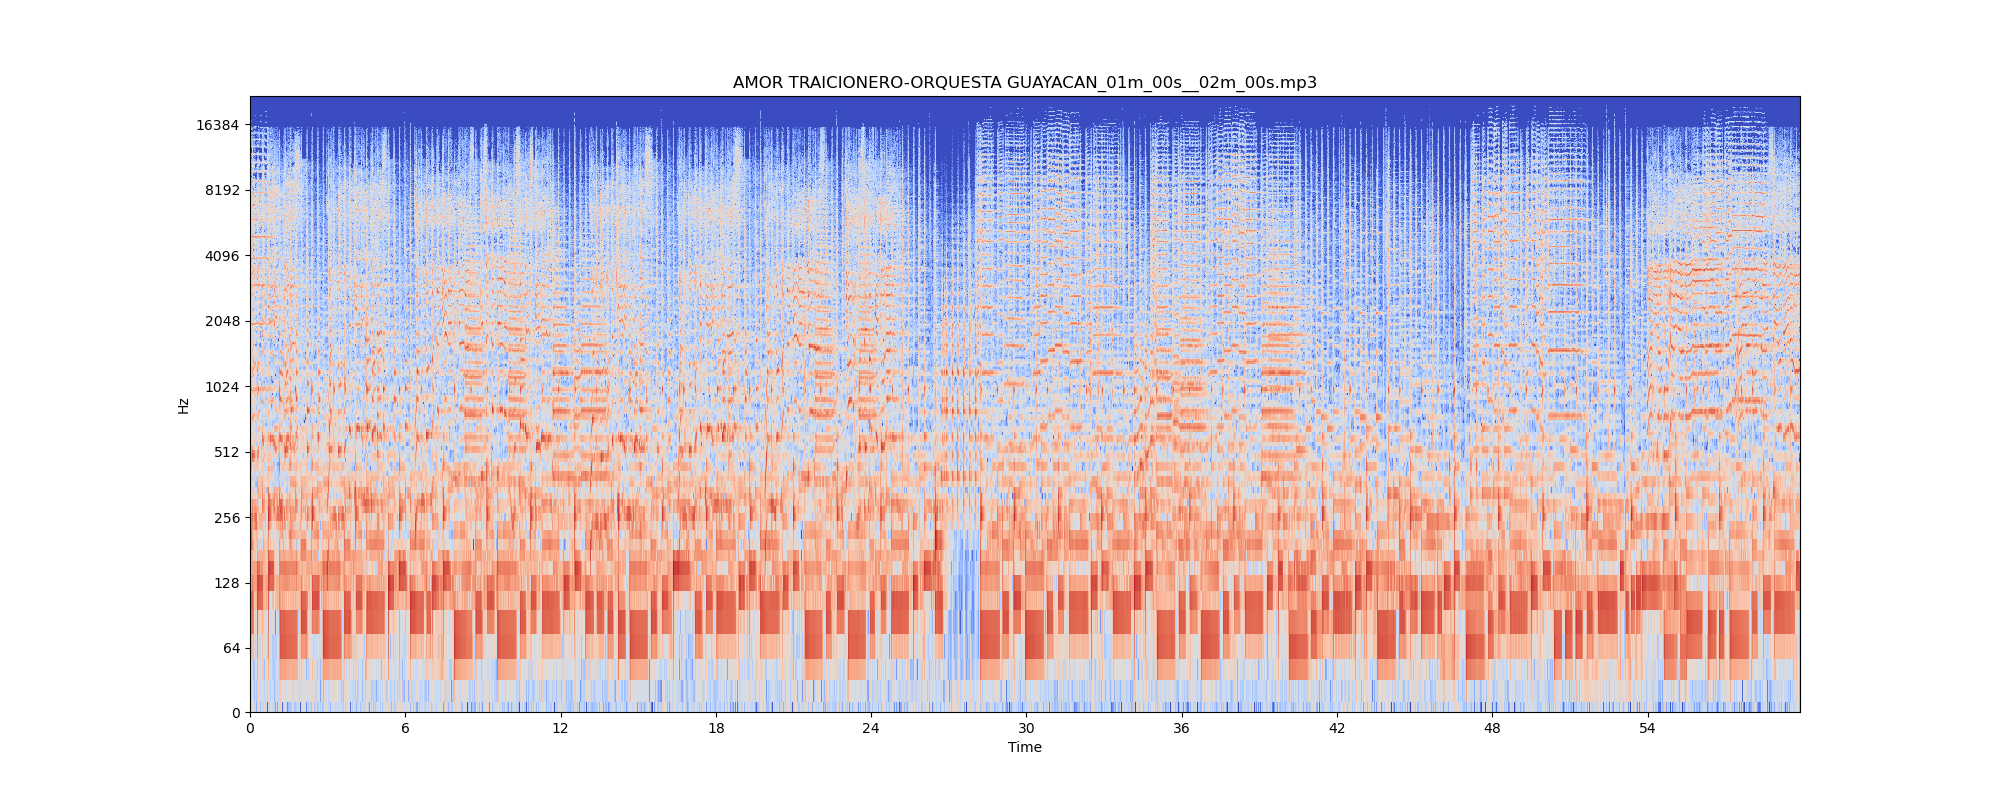 AMOR TRAICIONERO-ORQUESTA GUAYACAN_01m_00s__02m_00s.mp3
16384
8192
4096
2048
1024
512
256
128
64
0
Hz
0 6 12 18 24 30 36 42 48 54
Time